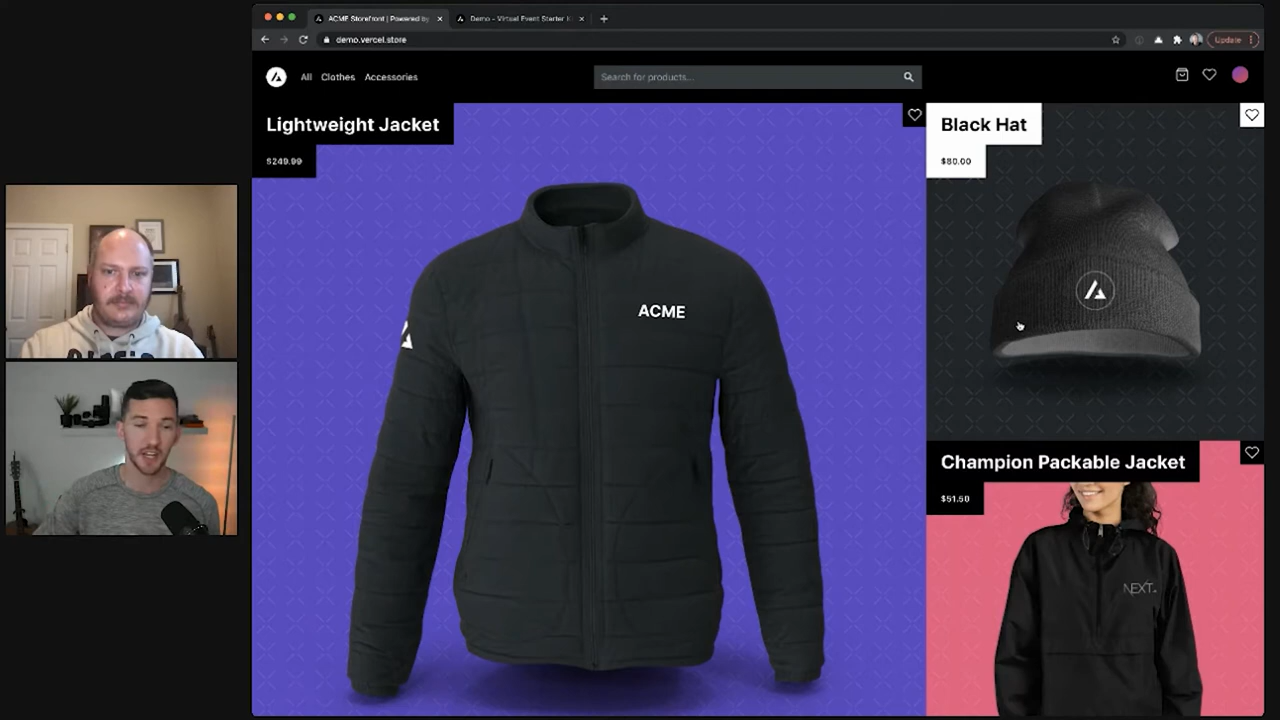 ACME Storefront | Powered by
Demo - Virtual Event Starter K
demo.vercel.store
Update
All
Clothes
Accessories
Search for products...
Lightweight Jacket
$249.99
Black Hat
$80.00
ACME
Champion Packable Jacket
$51.50
NEXT